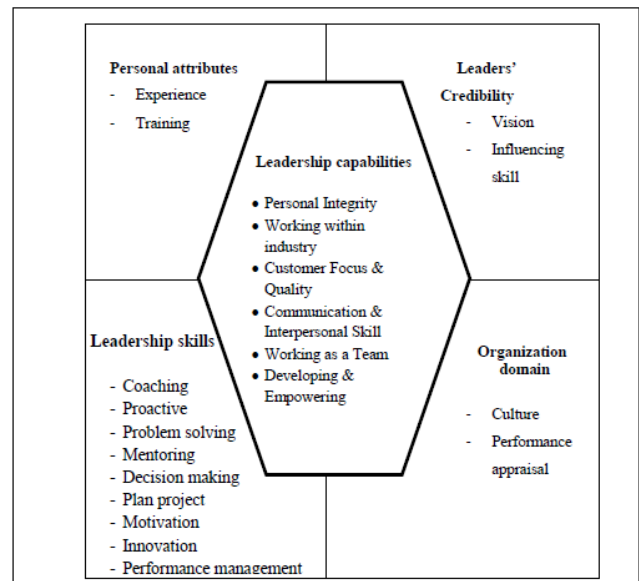 Personal attributes
- Experience
- Training
Leaders’
Credibility
- Vision
- Influencing
skill
Leadership capabilities
• Personal Integrity
• Working within
industry
• Customer Focus &
Quality
• Communication &
Interpersonal Skill
• Working as a Team
• Developing &
Empowering
Leadership skills
- Coaching
- Proactive
- Problem solving
- Mentoring
- Decision making
- Plan project
- Motivation
- Innovation
- Performance management
Organization
domain
- Culture
- Performance
appraisal